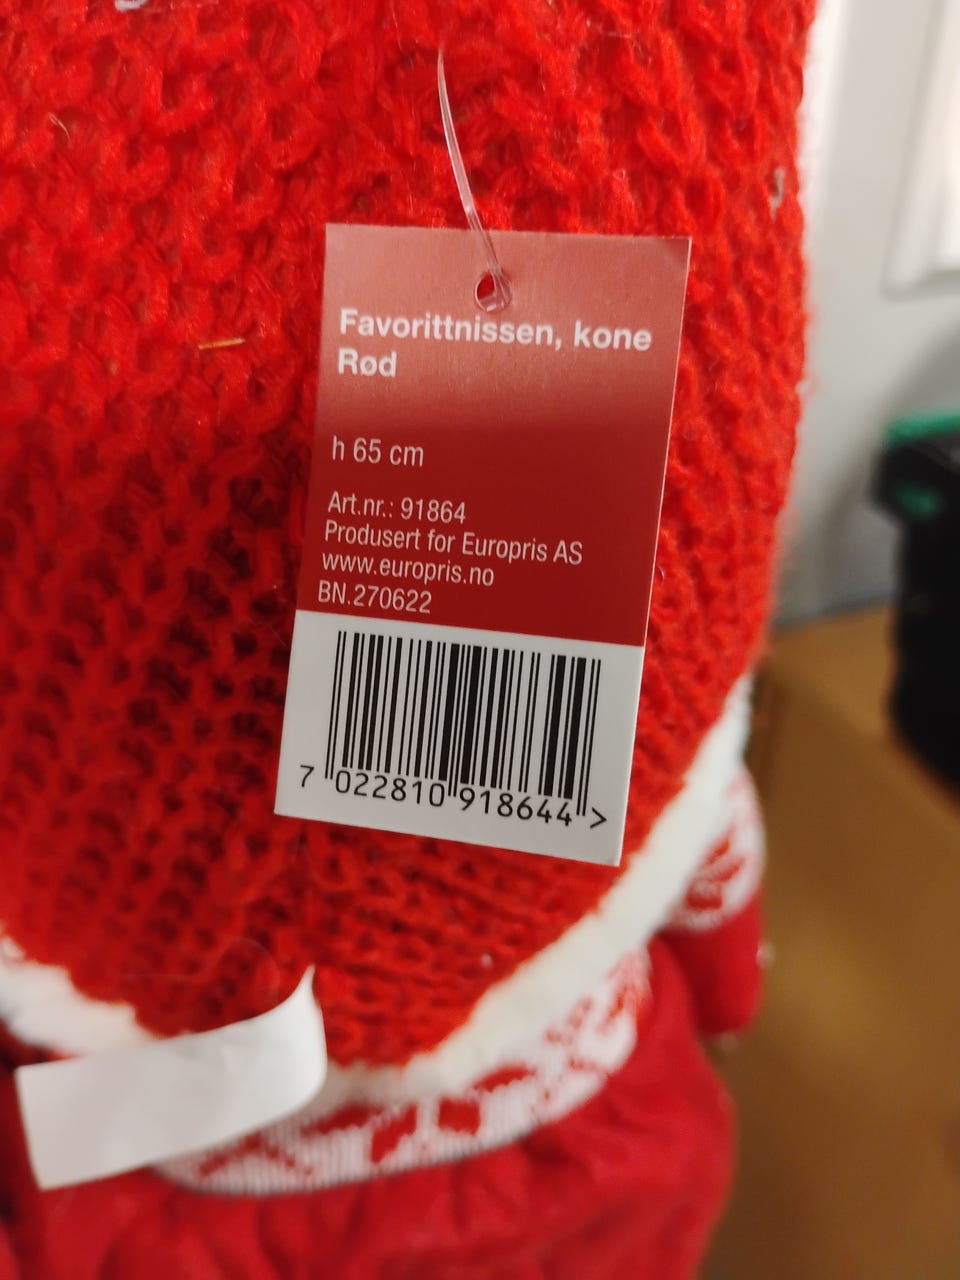 Favorittnissen, kone
Rød
h 65 cm
Art.nr.: 91864
Produsert for Europris AS
www.europris.no
BN.270622
7 022810 918644 >